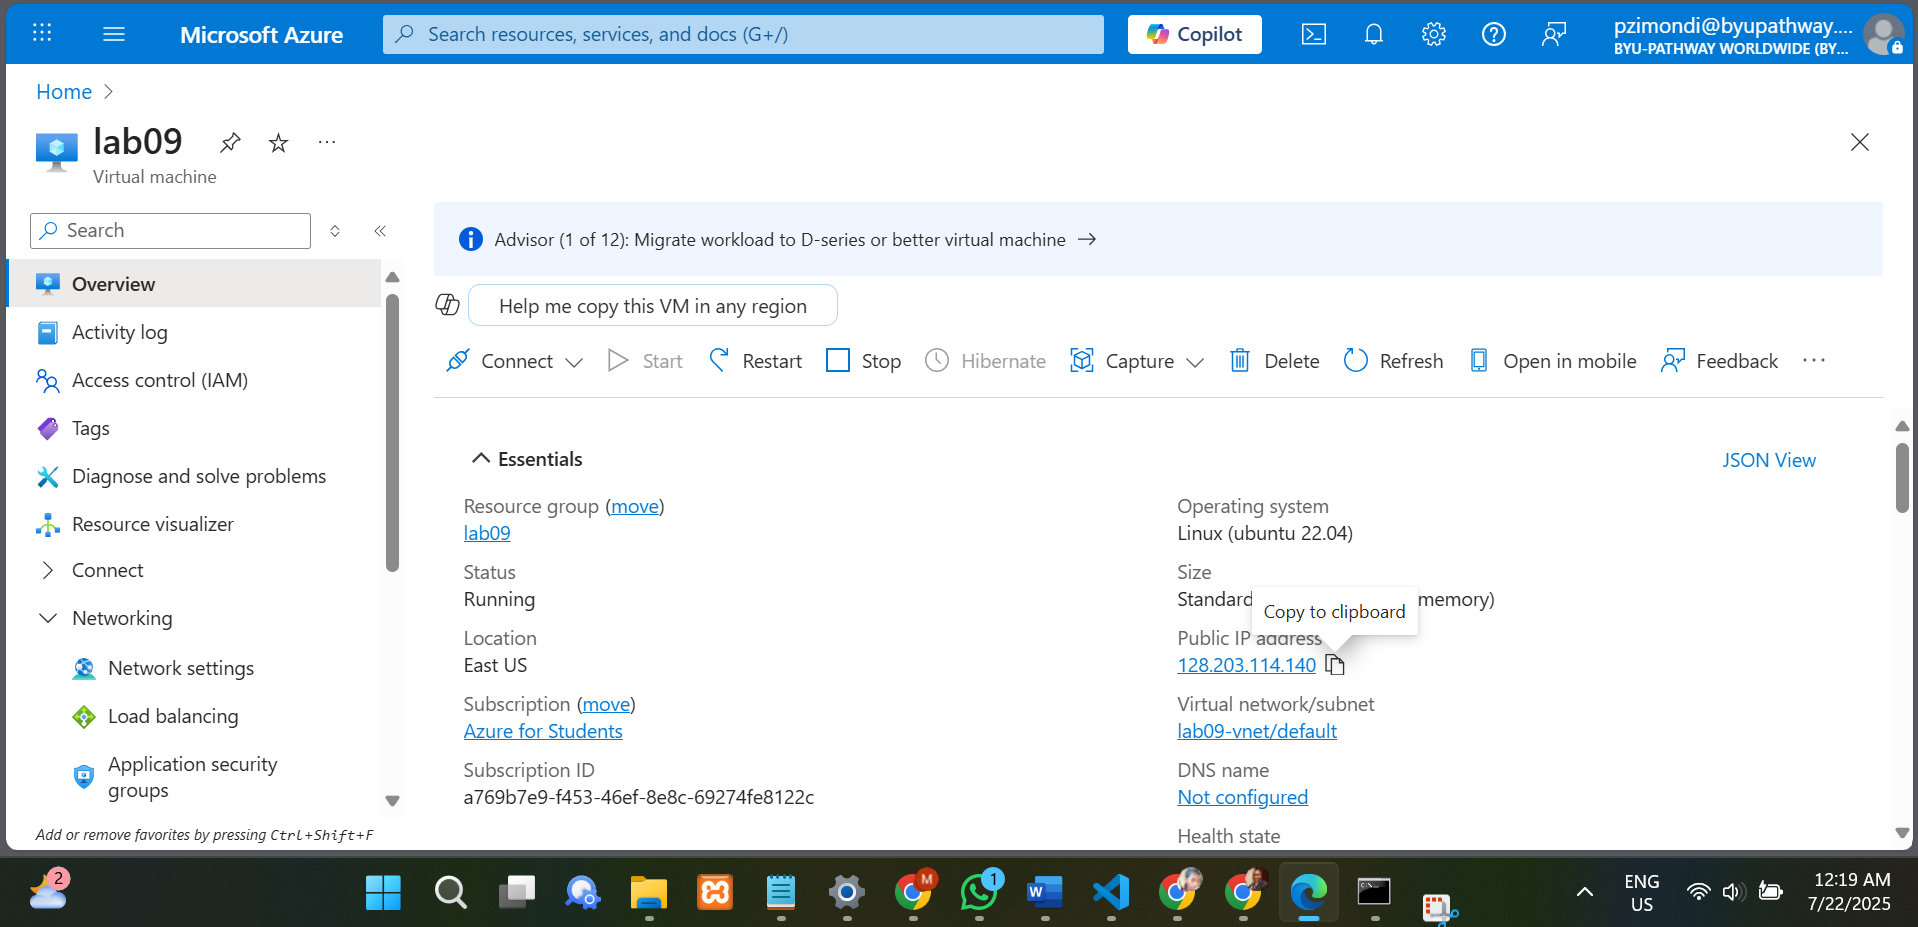 Microsoft Azure
Search resources, services, and docs (G+/)
Copilot
pzimondi@byupathway....
BYU-PATHWAY WORLDWIDE (BY...
Home
lab09
Virtual machine
Search
Overview
Activity log
Access control (IAM)
Tags
Diagnose and solve problems
Resource visualizer
Connect
Networking
Network settings
Load balancing
Application security
groups
Add or remove favorites by pressing Ctrl+Shift+F
Advisor (1 of 12): Migrate workload to D-series or better virtual machine
Help me copy this VM in any region
Connect
Start
Restart
Stop
Hibernate
Capture
Delete
Refresh
Open in mobile
Feedback
Essentials
JSON View
Resource group (move)
lab09
Status
Running
Location
East US
Subscription (move)
Azure for Students
Subscription ID
a769b7e9-f453-46ef-8e8c-69274fe8122c
Operating system
Linux (ubuntu 22.04)
Size
Standard memory)
Copy to clipboard
Public IP address
128.203.114.140
Virtual network/subnet
lab09-vnet/default
DNS name
Not configured
Health state
2
M
1
W
ENG
US
12:19 AM
7/22/2025